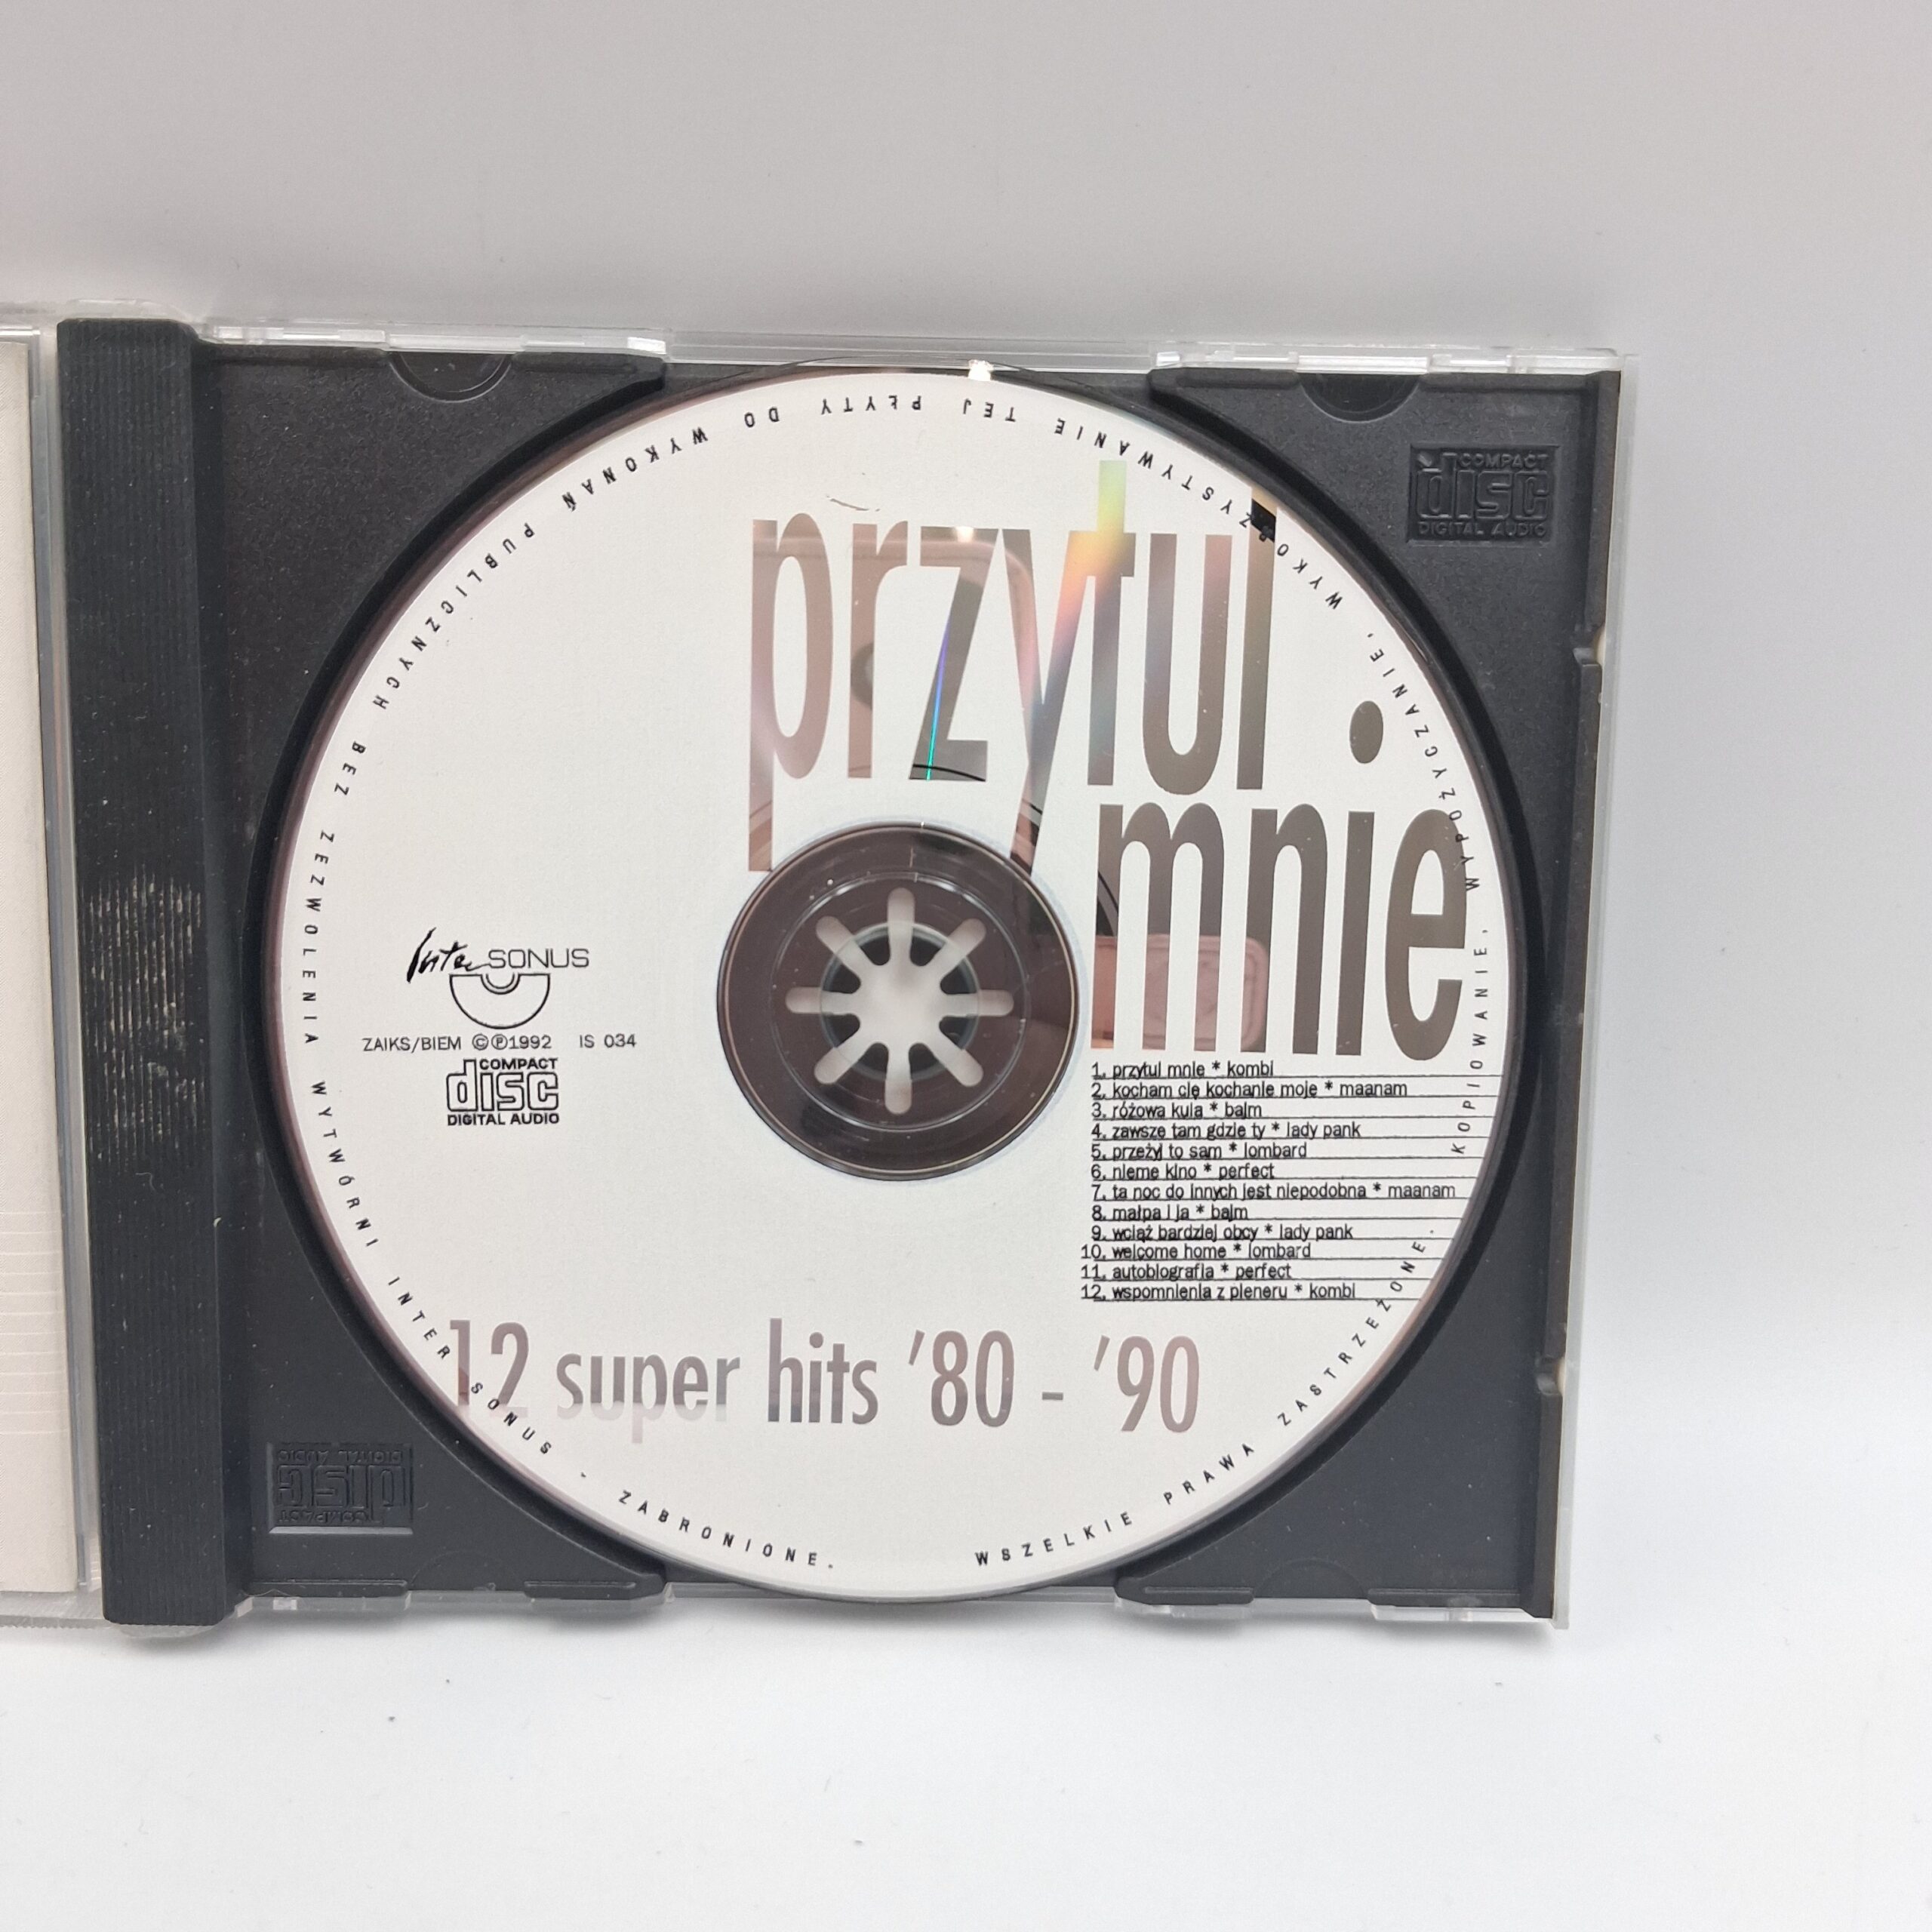 przytul
mnie
1. przytul mnie * kombi
2. kocham cię kochanie moje * maanam
3. różowa kula * bajm
4. zawsze tam gdzie ty * lady pank
5. przeżyj to sam * lombard
6. nieme kino * perfect
7. ta noc do innych jest niepodobna * maanam
8. małpa i ja * bajm
9. wciąż bardziej obcy * lady pank
10. welcome home * lombard
11. autobiografia * perfect
12. wspomnienia z pleneru * kombi
12 super hits '80 - '90
Inter SONUS
ZAIKS/BIEM ©℗1992 IS 034
COMPACT
disc
DIGITAL AUDIO
WSZELKIE PRAWA ZASTRZEŻONE. KOPIOWANIE, WYPOŻYCZANIE, WYKORZYSTYWANIE TEJ PŁYTY DO WYKONAŃ PUBLICZNYCH BEZ ZEZWOLENIA WYTWÓRNI INTER SONUS - ZABRONIONE.
COMPACT
disc
DIGITAL AUDIO
COMPACT
disc
DIGITAL AUDIO